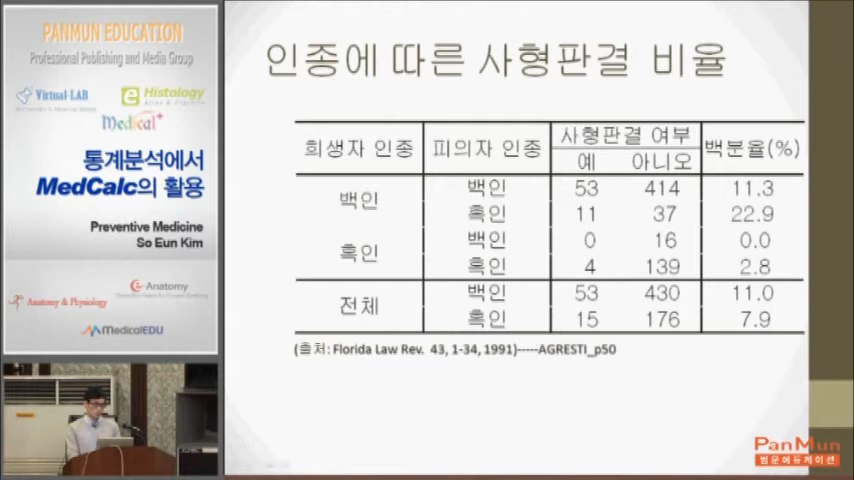 PANMUN EDUCATION
Professional Publishing and Media Group
Virtual-LAB
e Histology
Medical+
통계분석에서
MedCalc의 활용
Preventive Medicine
So Eun Kim
e-Anatomy
Anatomy & Physiology
MedicalEDU
인종에 따른 사형판결 비율
희생자 인종 피의자 인종 사형판결 여부 백분율(%)
예 아니오
백인 백인 53 414 11.3
흑인 11 37 22.9
흑인 백인 0 16 0.0
흑인 4 139 2.8
전체 백인 53 430 11.0
흑인 15 176 7.9
(출처: Florida Law Rev. 43, 1-34, 1991)-----AGRESTI_p50
PanMun
범문에듀케이션